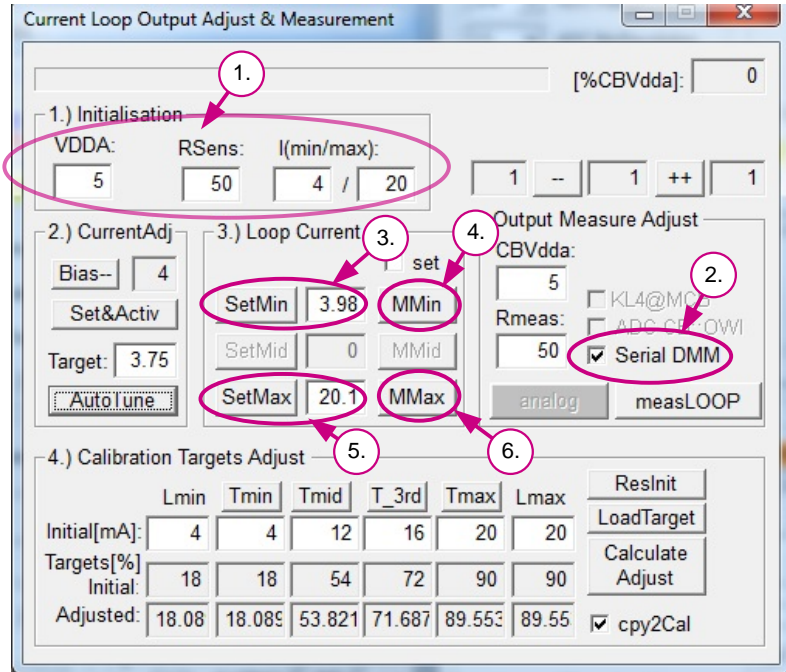 Current Loop Output Adjust & Measurement
1.
[%CBVdda]: 0
1.) Initialisation
VDDA: RSens: I(min/max):
5 50 4 / 20
1 -- 1 ++ 1
2.) CurrentAdj
Bias-- 4
Set&Activ
Target: 3.75
AutoTune
3.) Loop Current
3.
4.
set
SetMin 3.98 MMin
SetMid 0 MMid
SetMax 20.1 MMax
5.
6.
Output Measure Adjust
CBVdda:
5
2.
KL4@MCB
Rmeas:
50
Serial DMM
analog measLOOP
4.) Calibration Targets Adjust
Lmin Tmin Tmid T_3rd Tmax Lmax
Initial[mA]: 4 4 12 16 20 20
Targets[%]
Initial: 18 18 54 72 90 90
Adjusted: 18.08 18.089 53.821 71.687 89.553 89.55
ResInit
LoadTarget
Calculate
Adjust
cpy2Cal